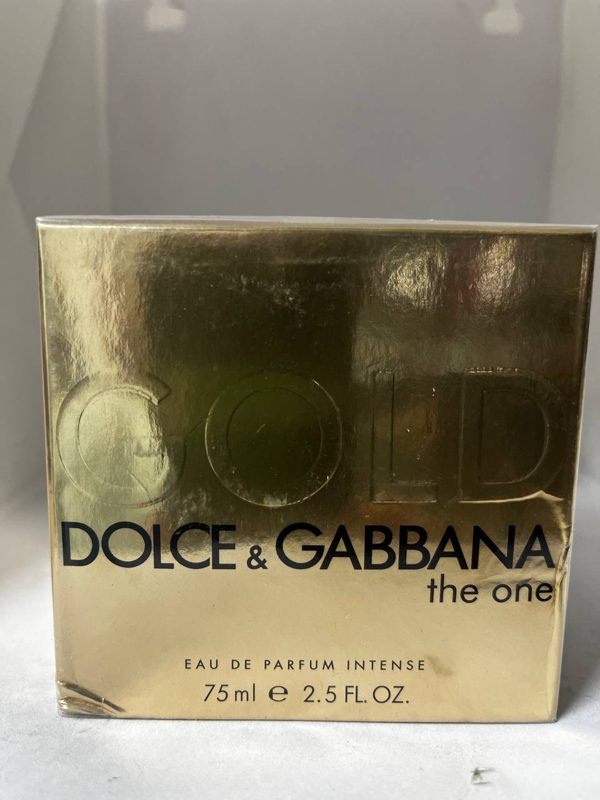 GOLD
DOLCE & GABBANA
the one
EAU DE PARFUM INTENSE
75ml e 2.5 FL. OZ.